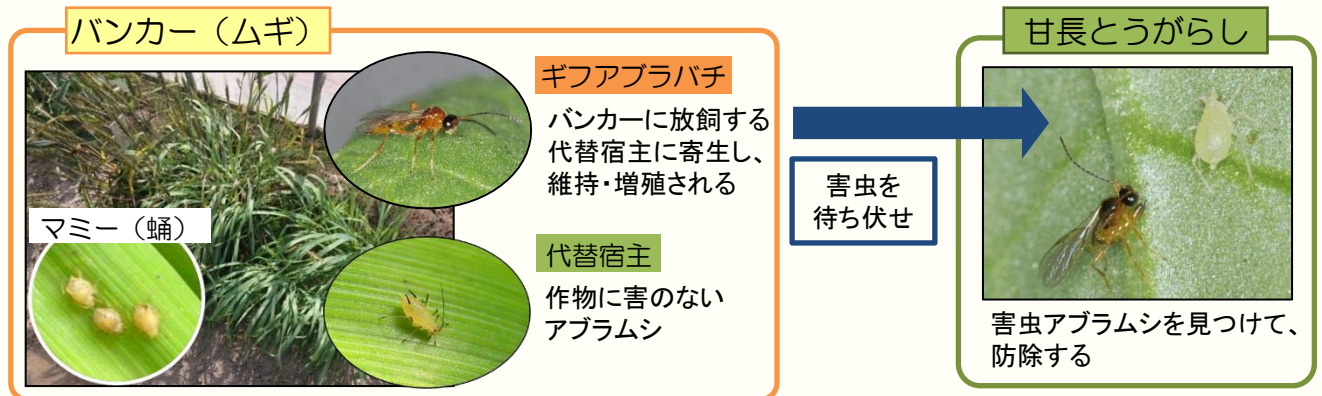 バンカー（ムギ）
マミー（蛹）
ギフアブラバチ
バンカーに放飼する
代替宿主に寄生し、
維持・増殖される
代替宿主
作物に害のない
アブラムシ
害虫を
待ち伏せ
甘長とうがらし
害虫アブラムシを見つけて、
防除する